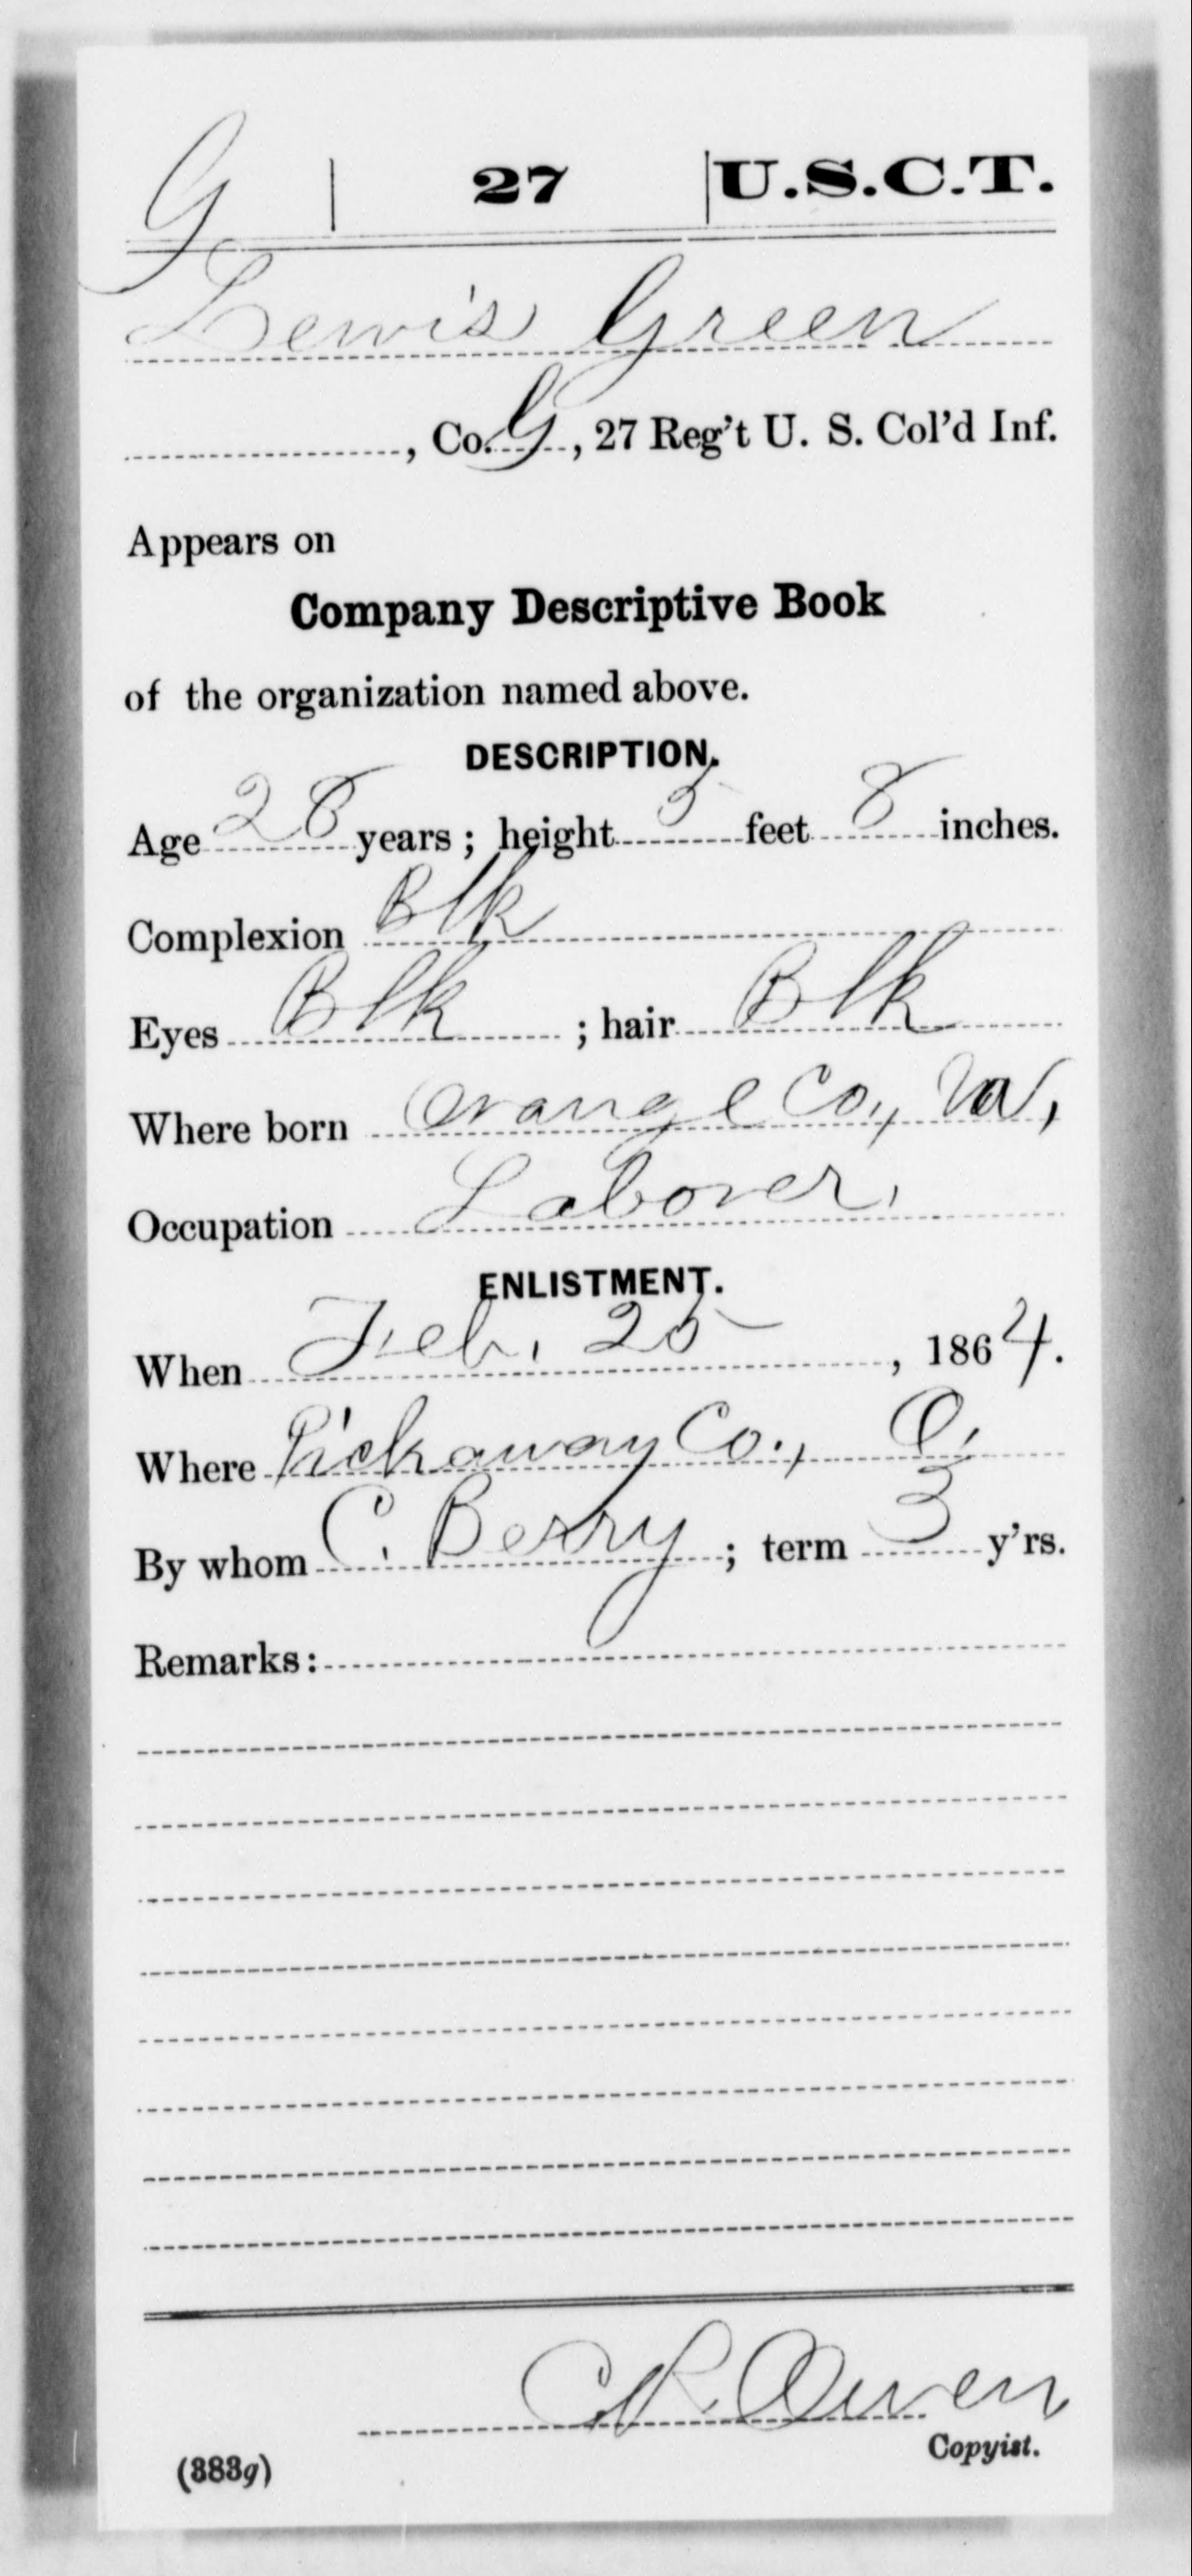 G | 27 | U.S.C.T.
Lewis Green
, Co. G, 27 Reg't U. S. Col'd Inf.
Appears on
Company Descriptive Book
of the organization named above.
DESCRIPTION.
Age 28 years; height 5 feet 8 inches.
Complexion Blk
Eyes Blk; hair Blk
Where born Orange Co., Va,
Occupation Laborer,
ENLISTMENT.
When Feb. 25, 1864.
Where Pickaway Co., O,
By whom C. Berry; term 3 y'rs.
Remarks:
Owen
Copyist.
(383g)